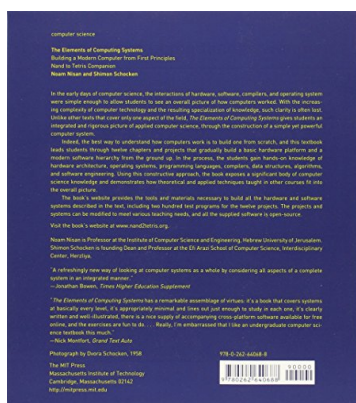 computer science
The Elements of Computing Systems
Building a Modern Computer from First Principles
Nand to Tetris Companion
Noam Nisan and Shimon Schocken
In the early days of computer science, the interactions of hardware, software, compilers, and operating system
were simple enough to allow students to see an overall picture of how computers worked. With the increas-
ing complexity of computer technology and the resulting specialization of knowledge, such clarity is often lost.
Unlike other texts that cover only one aspect of the field, The Elements of Computing Systems gives students an
integrated and rigorous picture of applied computer science, through the construction of a simple yet powerful
computer system.
Indeed, the best way to understand how computers work is to build one from scratch, and this textbook
leads students through twelve chapters and projects that gradually build a basic hardware platform and a
modern software hierarchy from the ground up. In the process, the students gain hands-on knowledge of
hardware architecture, operating systems, programming languages, compilers, data structures, algorithms,
and software engineering. Using this constructive approach, the book exposes a significant body of computer
science knowledge and demonstrates how theoretical and applied techniques taught in other courses fit into
the overall picture.
The book's website provides the tools and materials necessary to build all the hardware and software
systems described in the text, including two hundred test programs for the twelve projects. The projects and
systems can be modified to meet various teaching needs, and all the supplied software is open-source.
Visit the book's website at www.nand2tetris.org.
Noam Nisan is Professor at the Institute of Computer Science and Engineering, Hebrew University of Jerusalem.
Shimon Schocken is founding Dean and Professor at the Efi Arazi School of Computer Science, Interdisciplinary
Center, Herzliya.
"A refreshingly new way of looking at computer systems as a whole by considering all aspects of a complete
system in an integrated manner."
—Jonathan Bowen, Times Higher Education Supplement
"The Elements of Computing Systems has a remarkable assemblage of virtues: it's a book that covers systems
at basically every level, it's appropriately minimal and lines out just enough to study in each one, it's clearly
written and well-illustrated, there is a nice supply of accompanying cross-platform software available for free
online, and the exercises are fun to do . . . Really, I'm embarrassed that I like an undergraduate computer sci-
ence textbook this much."
—Nick Montfort, Grand Text Auto
Photograph by Dvora Schocken, 1958
978-0-262-64068-8
The MIT Press
Massachusetts Institute of Technology
Cambridge, Massachusetts 02142
http://mitpress.mit.edu
90000
9780262640688